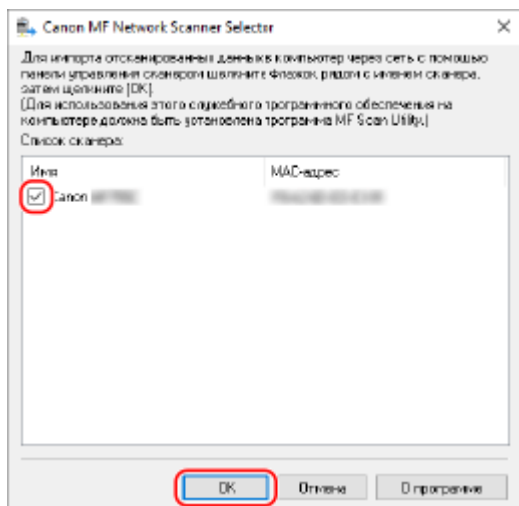 Canon MF Network Scanner Selector
Для импорта отсканированных данных в компьютер через сеть с помощью
панели управления сканером щелкните флажок рядом с именем сканера,
затем щелкните [OK].
(Для использования этого служебного программного обеспечения на
компьютере должна быть установлена программа MF Scan Utility.)
Список сканера:
Имя MAC-адрес
Canon
OK Отмена О программе